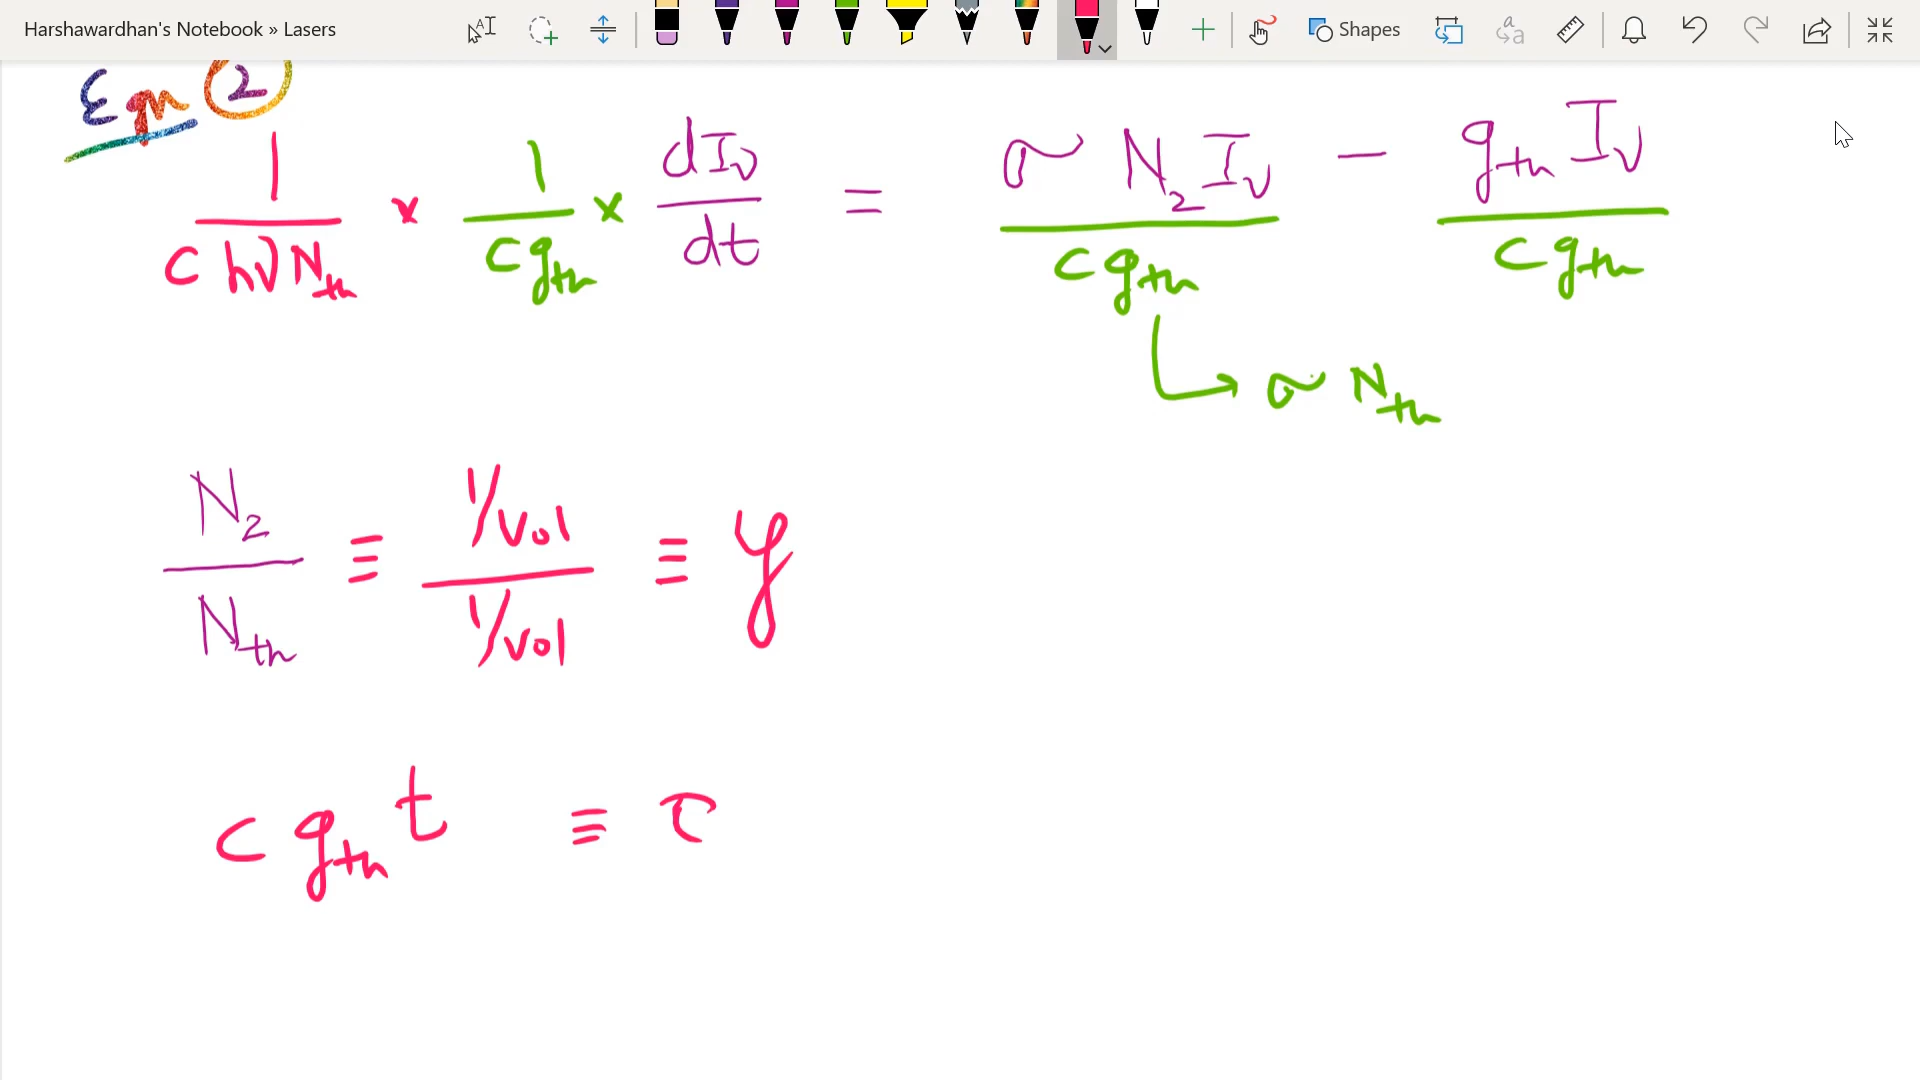 Harshawardhan's Notebook » Lasers
Shapes
Eqn 2
1/(c hν N_th) × 1/(c g_th) × dI_ν/dt = σ N_2 I_ν/(c g_th) − g_th I_ν/(c g_th)
→ σ N_th
N_2/N_th ≡ (1/vol)/(1/vol) ≡ y
c g_th t ≡ τ